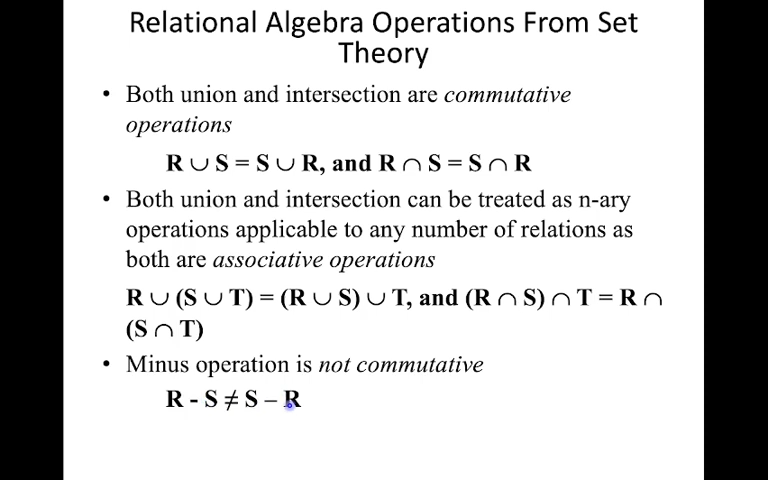 Relational Algebra Operations From Set
Theory
• Both union and intersection are commutative
operations
R ∪ S = S ∪ R, and R ∩ S = S ∩ R
• Both union and intersection can be treated as n-ary
operations applicable to any number of relations as
both are associative operations
R ∪ (S ∪ T) = (R ∪ S) ∪ T, and (R ∩ S) ∩ T = R ∩
(S ∩ T)
• Minus operation is not commutative
R - S ≠ S – R